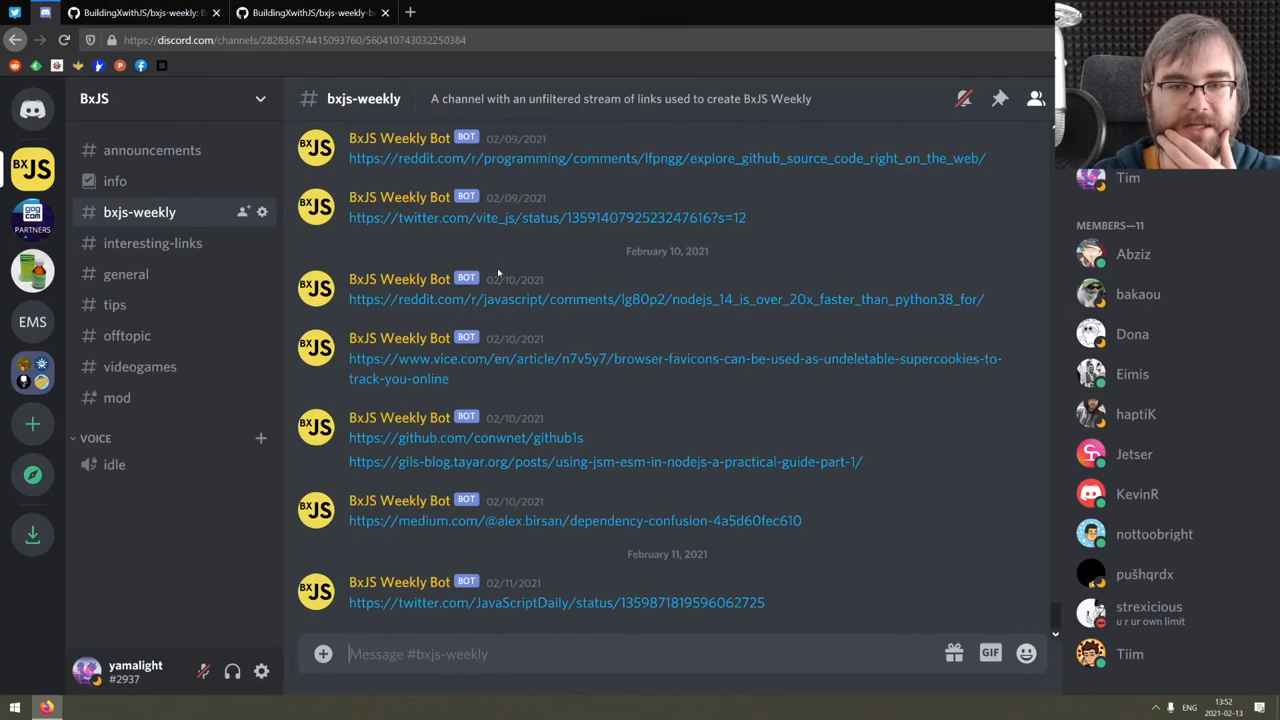 BuildingXwithJS/bxjs-weekly: B
BuildingXwithJS/bxjs-weekly-b
https://discord.com/channels/282836574415093760/560410743032250384
BxJS
bxjs-weekly
A channel with an unfiltered stream of links used to create BxJS Weekly
announcements
info
bxjs-weekly
interesting-links
general
tips
offtopic
videogames
mod
VOICE
idle
BXJS
gog
COM
PARTNERS
EMS
BxJS Weekly Bot BOT 02/09/2021
https://reddit.com/r/programming/comments/lfpngg/explore_github_source_code_right_on_the_web/
BxJS Weekly Bot BOT 02/09/2021
https://twitter.com/vite_js/status/1359140792523247616?s=12
February 10, 2021
BxJS Weekly Bot BOT 02/10/2021
https://reddit.com/r/javascript/comments/lg80p2/nodejs_14_is_over_20x_faster_than_python38_for/
BxJS Weekly Bot BOT 02/10/2021
https://www.vice.com/en/article/n7v5y7/browser-favicons-can-be-used-as-undeletable-supercookies-to-
track-you-online
BxJS Weekly Bot BOT 02/10/2021
https://github.com/conwnet/github1s
https://gils-blog.tayar.org/posts/using-jsm-esm-in-nodejs-a-practical-guide-part-1/
BxJS Weekly Bot BOT 02/10/2021
https://medium.com/@alex.birsan/dependency-confusion-4a5d60fec610
February 11, 2021
BxJS Weekly Bot BOT 02/11/2021
https://twitter.com/JavaScriptDaily/status/1359871819596062725
Message #bxjs-weekly
GIF
Tim
MEMBERS—11
Abziz
bakaou
Dona
Eimis
haptiK
Jetser
KevinR
nottoobright
pušhqrdx
strexicious
u r ur own limit
Tiim
yamalight
#2937
ENG
13:52
2021-02-13